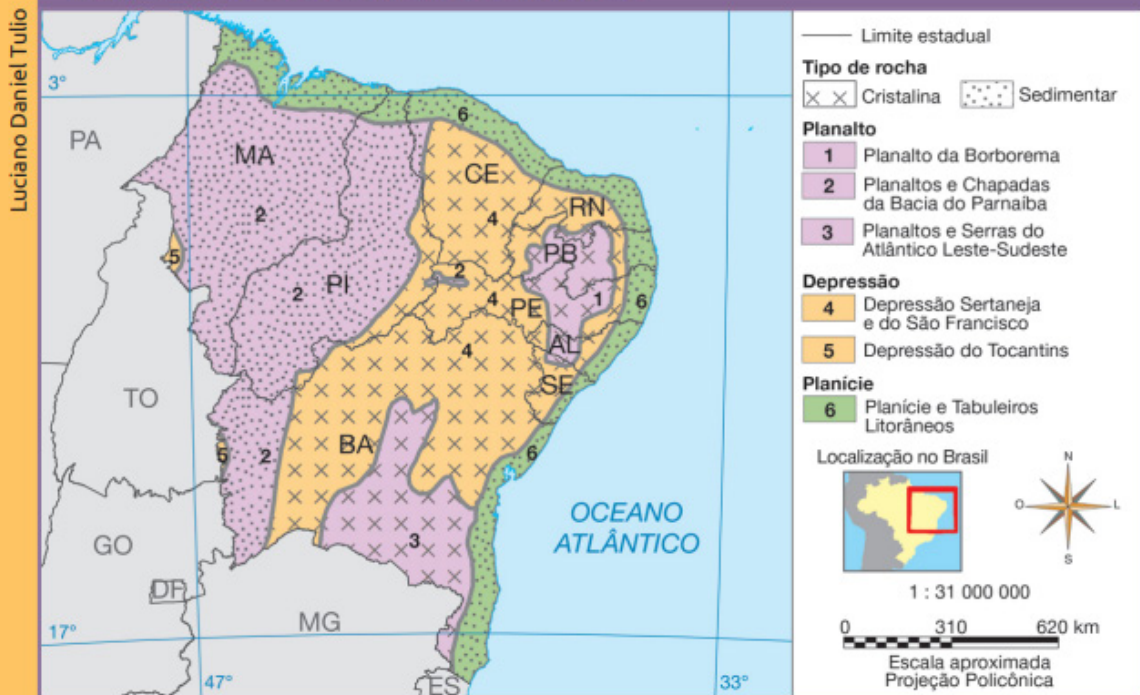 Luciano Daniel Tulio
3°
PA
MA
2
5
TO
2
PI
CE
4
2
4
RN
PB
1
PE
AL
SE
6
6
4
BA
5
2
6
3
GO
DF
MG
ES
17°
47°
33°
OCEANO
ATLÂNTICO
Limite estadual
Tipo de rocha
Cristalina
Sedimentar
Planalto
1 Planalto da Borborema
2 Planaltos e Chapadas
da Bacia do Parnaíba
3 Planaltos e Serras do
Atlântico Leste-Sudeste
Depressão
4 Depressão Sertaneja
e do São Francisco
5 Depressão do Tocantins
Planície
6 Planície e Tabuleiros
Litorâneos
Localização no Brasil
N
O
L
S
1 : 31 000 000
0 310 620 km
Escala aproximada
Projeção Policônica